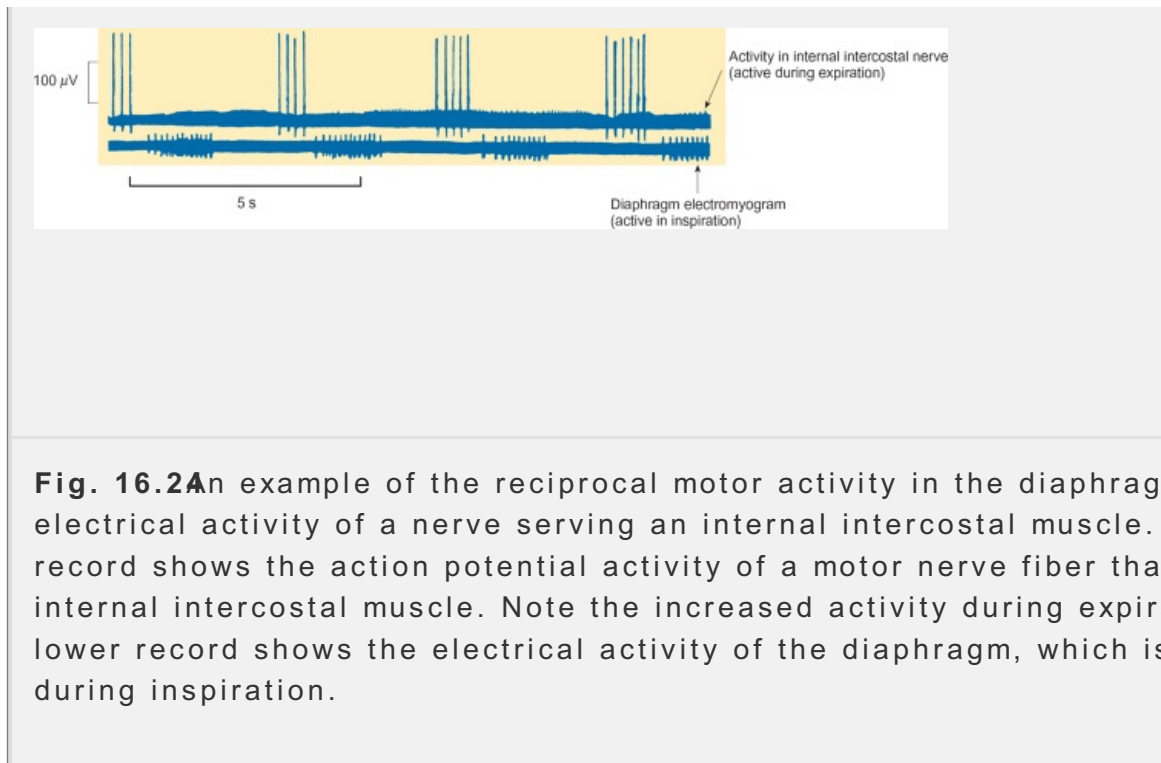 Activity in internal intercostal nerve
(active during expiration)
100 μV
5 s
Diaphragm electromyogram
(active in inspiration)
Fig. 16.24 An example of the reciprocal motor activity in the diaphrag
electrical activity of a nerve serving an internal intercostal muscle.
record shows the action potential activity of a motor nerve fiber tha
internal intercostal muscle. Note the increased activity during expir
lower record shows the electrical activity of the diaphragm, which is
during inspiration.